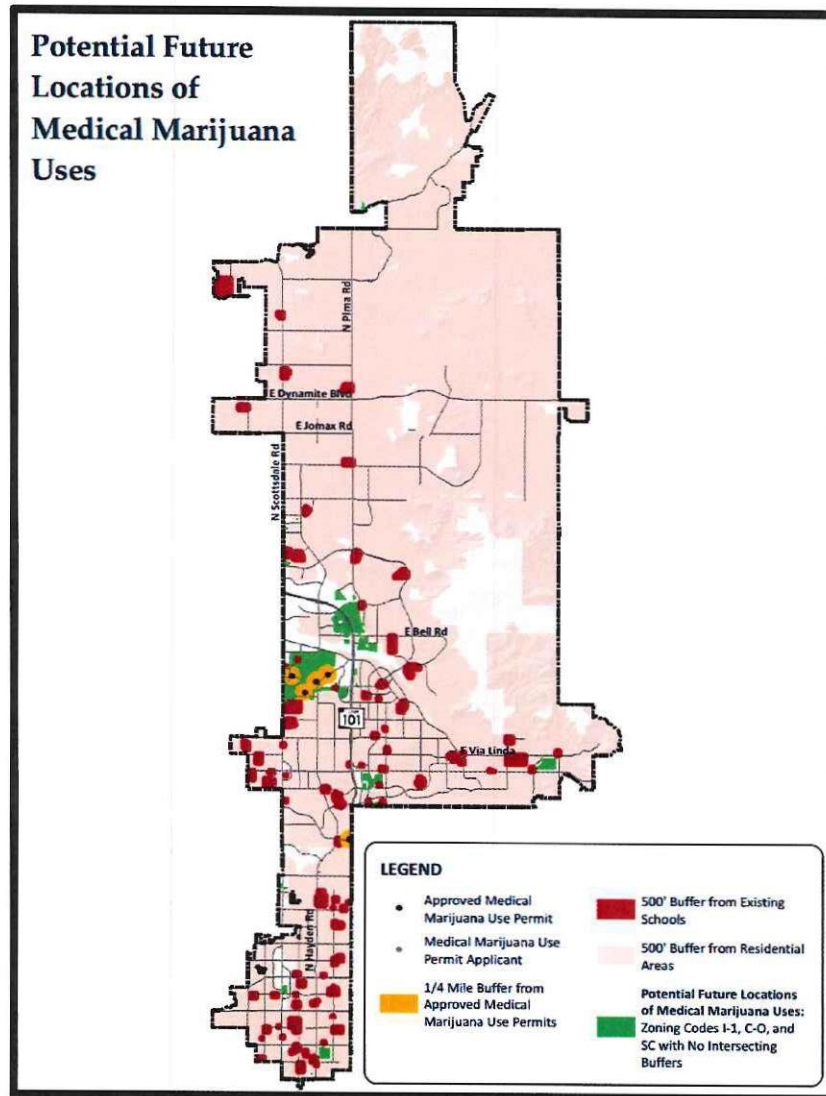 Potential Future
Locations of
Medical Marijuana
Uses
N Pima Rd
E Dynamite Blvd
E Jomax Rd
N Scottsdale Rd
E Bell Rd
101
E Via Linda
N Hayden Rd
LEGEND
Approved Medical
Marijuana Use Permit
Medical Marijuana Use
Permit Applicant
1/4 Mile Buffer from
Approved Medical
Marijuana Use Permits
500' Buffer from Existing
Schools
500' Buffer from Residential
Areas
Potential Future Locations
of Medical Marijuana Uses:
Zoning Codes I-1, C-O, and
SC with No Intersecting
Buffers